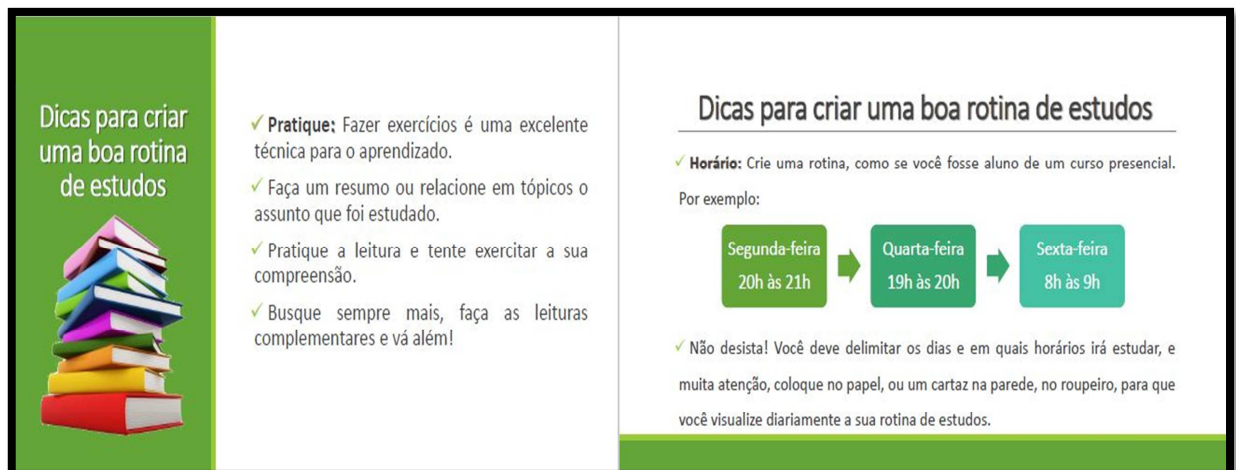 Dicas para criar
uma boa rotina
de estudos
✓ Pratique: Fazer exercícios é uma excelente
técnica para o aprendizado.
✓ Faça um resumo ou relacione em tópicos o
assunto que foi estudado.
✓ Pratique a leitura e tente exercitar a sua
compreensão.
✓ Busque sempre mais, faça as leituras
complementares e vá além!
Dicas para criar uma boa rotina de estudos
✓ Horário: Crie uma rotina, como se você fosse aluno de um curso presencial.
Por exemplo:
Segunda-feira
20h às 21h
Quarta-feira
19h às 20h
Sexta-feira
8h às 9h
✓ Não desista! Você deve delimitar os dias e em quais horários irá estudar, e
muita atenção, coloque no papel, ou um cartaz na parede, no roupeiro, para que
você visualize diariamente a sua rotina de estudos.